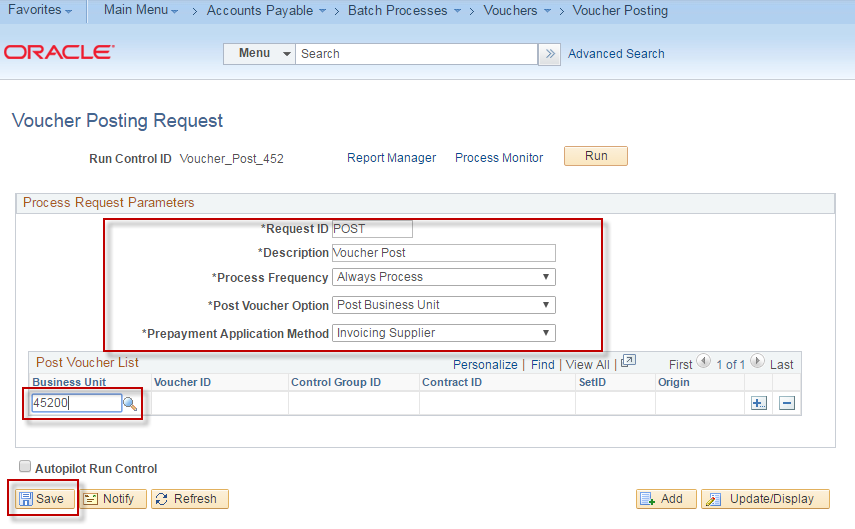 Favorites Main Menu > Accounts Payable > Batch Processes > Vouchers > Voucher Posting
ORACLE Menu Search » Advanced Search
Voucher Posting Request
Run Control ID Voucher_Post_452 Report Manager Process Monitor Run
Process Request Parameters
*Request ID POST
*Description Voucher Post
*Process Frequency Always Process
*Post Voucher Option Post Business Unit
*Prepayment Application Method Invoicing Supplier
Post Voucher List Personalize | Find | View All | First 1 of 1 Last
Business Unit Voucher ID Control Group ID Contract ID SetID Origin
45200
Autopilot Run Control
Save Notify Refresh Add Update/Display